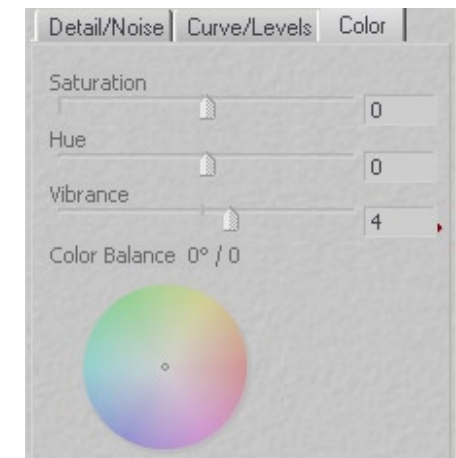 Detail/Noise Curve/Levels Color
Saturation
0
Hue
0
Vibrance
4
Color Balance 0° / 0